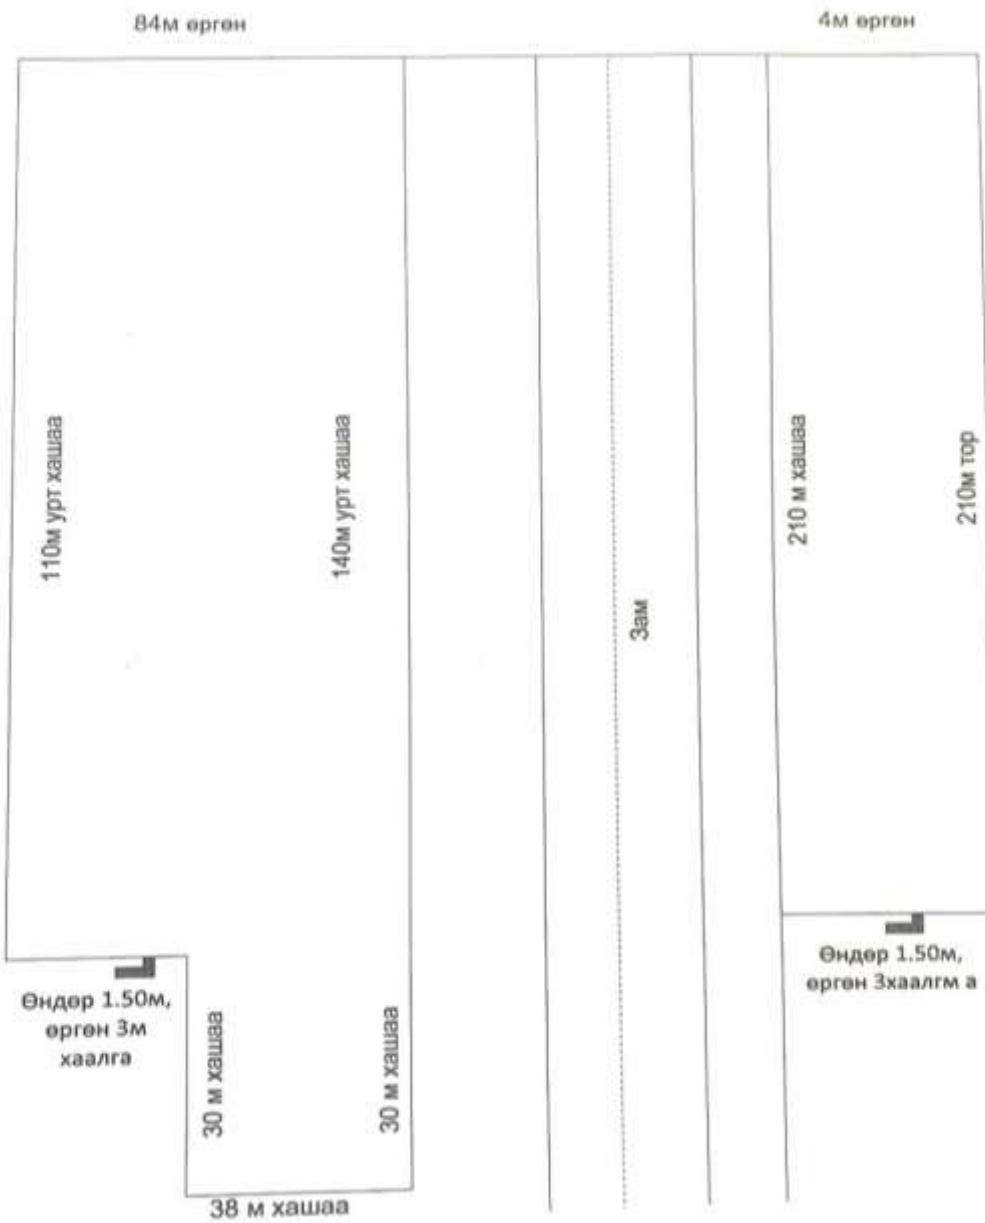 84м өргөн
4м өргөн
110м урт хашаа
140м урт хашаа
Зам
210 м хашаа
210м тор
Өндөр 1.50м,
өргөн 3м
хаалга
30 м хашаа
30 м хашаа
38 м хашаа
Өндөр 1.50м,
өргөн 3хаалгм а